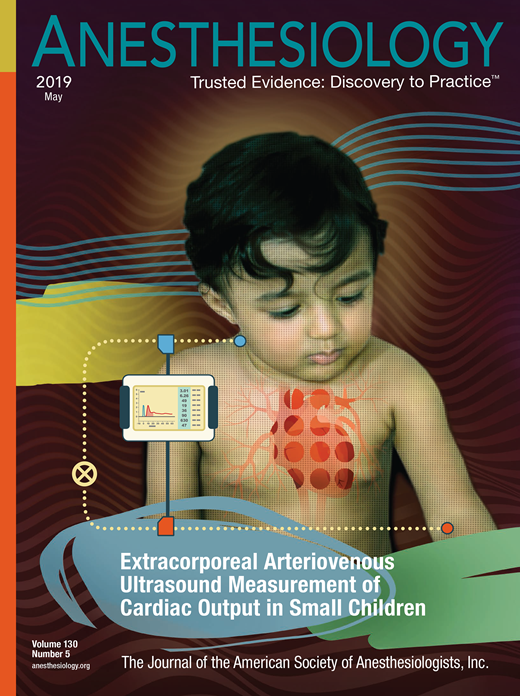 ANESTHESIOLOGY
2019
May
Trusted Evidence: Discovery to Practice™
Extracorporeal Arteriovenous
Ultrasound Measurement of
Cardiac Output in Small Children
Volume 130
Number 5
anesthesiology.org
The Journal of the American Society of Anesthesiologists, Inc.